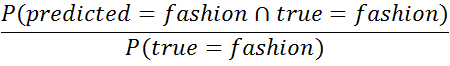 P(predicted = fashion ∩ true = fashion)
P(true = fashion)